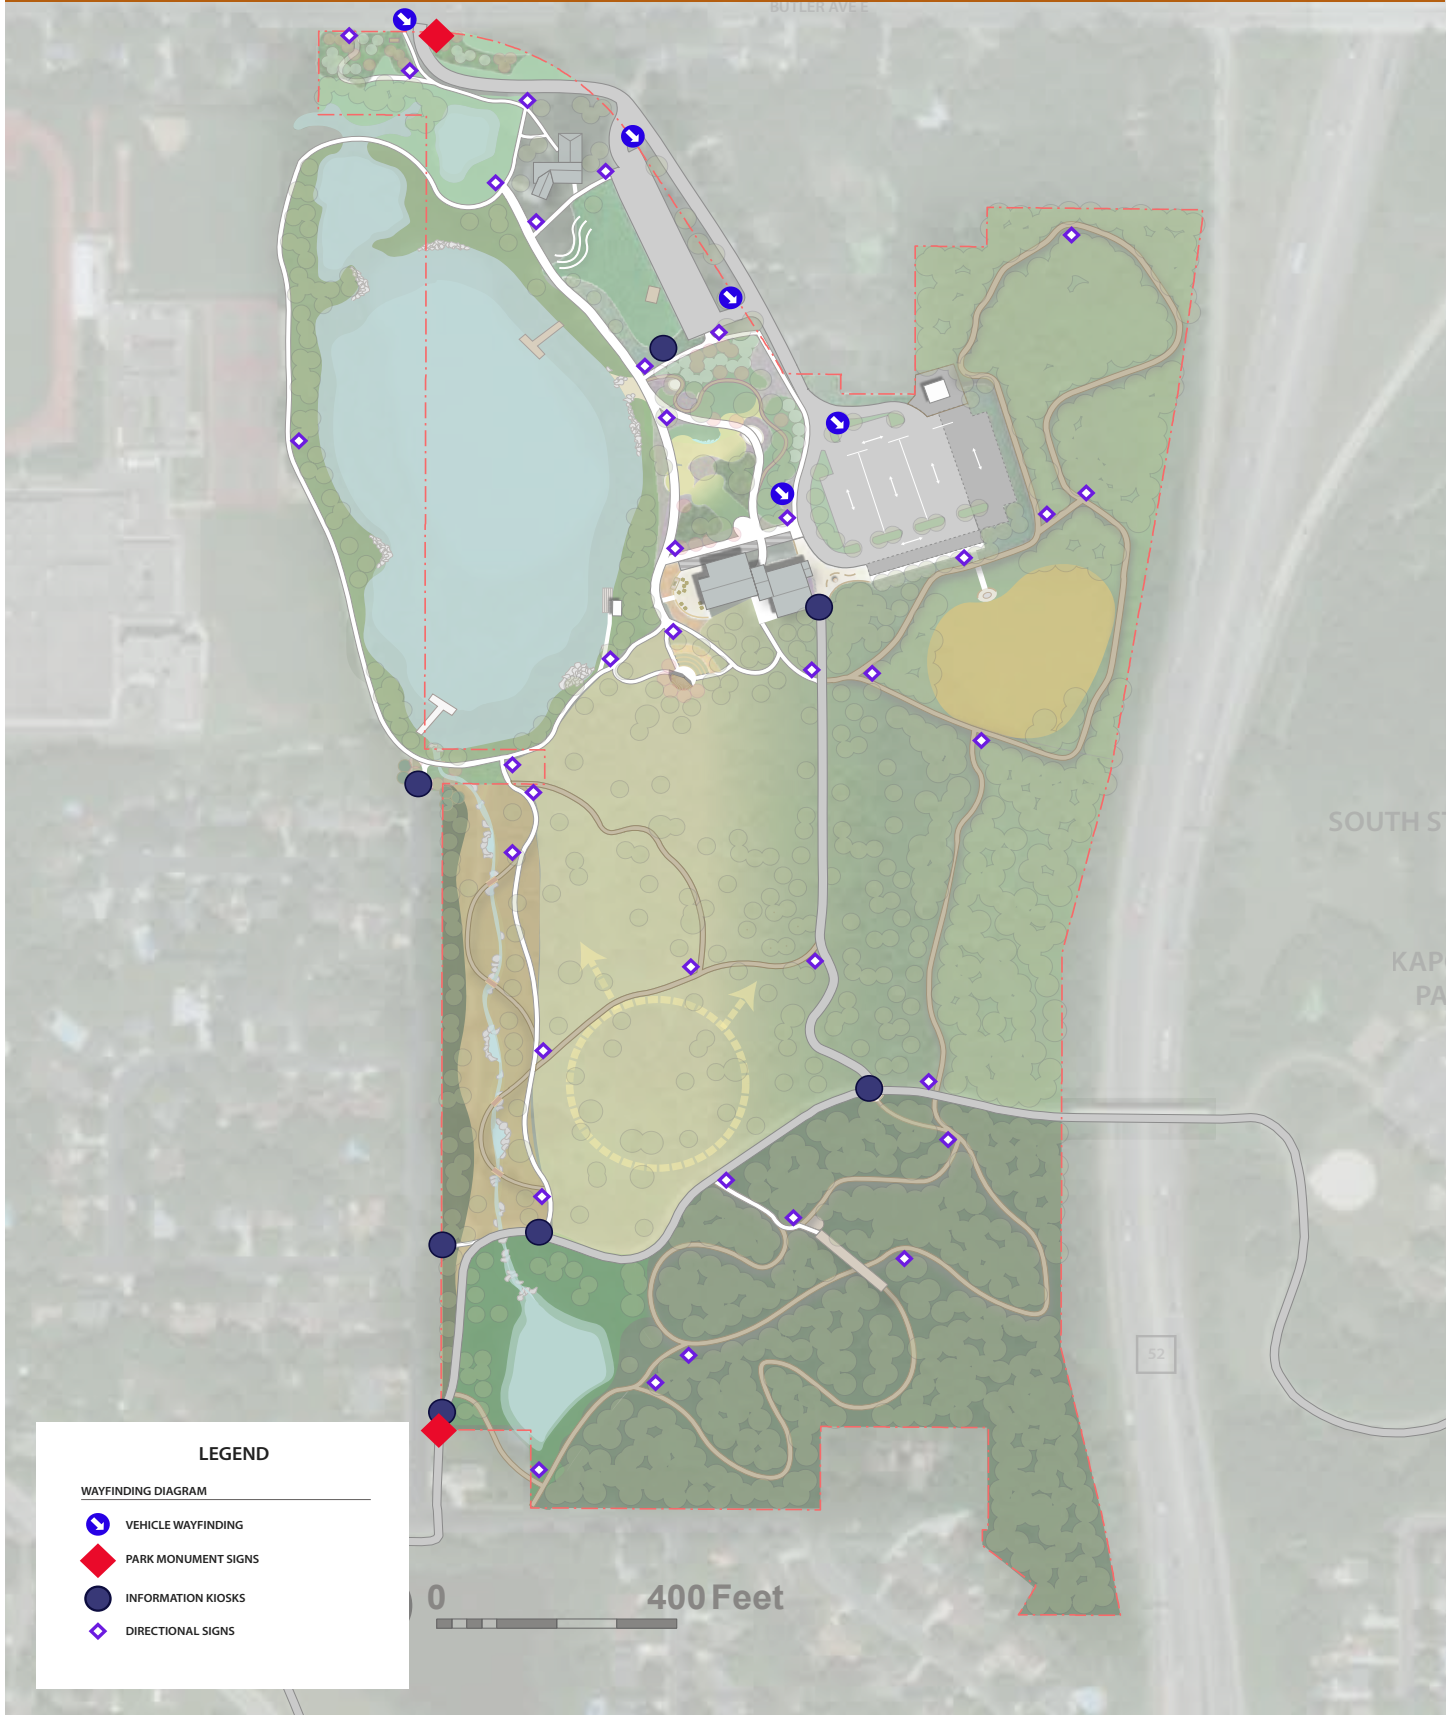 BUTLER AVE E
SOUTH ST
KAP
PA
52
LEGEND
WAYFINDING DIAGRAM
VEHICLE WAYFINDING
PARK MONUMENT SIGNS
INFORMATION KIOSKS
DIRECTIONAL SIGNS
0 400 Feet